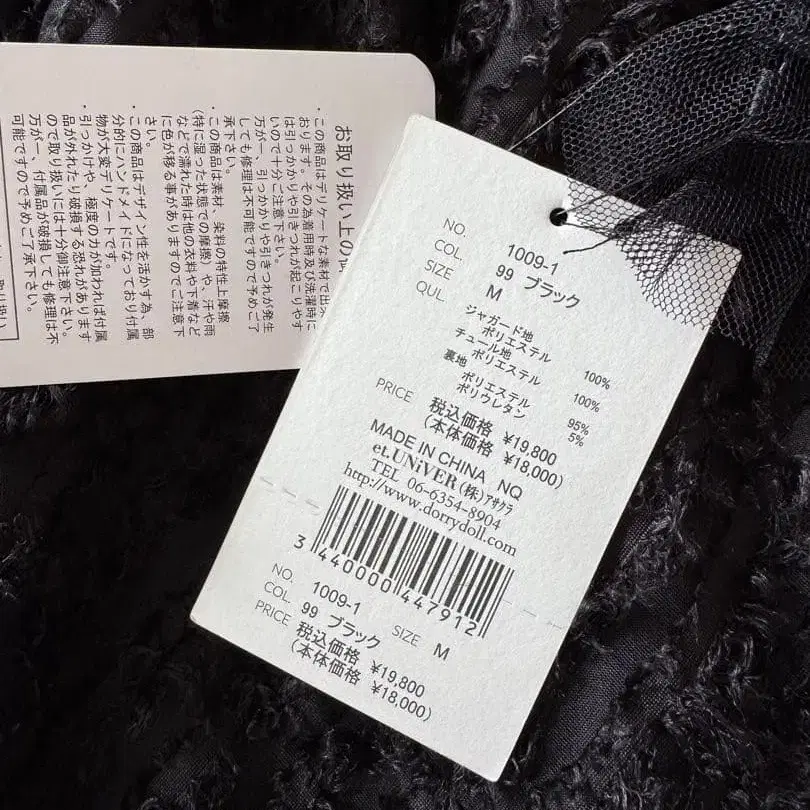 お取り扱い上の
・この商品はデリケートな素材で出
おります。その為着用時及び洗濯時に
は引っかかりや引きつれが起こりやす
いので十分ご注意下さい。
万が一、引っかかりや引きつれが発生
しても修理は不可能ですので予めご了
承下さい。
・この商品は素材、染料の特性上摩擦
(特に湿った状態での摩擦)や、汗や雨
などで濡れた時は他の衣料や下着など
に色が移る事がありますのでご注意下
さい。
・この商品はデザイン性を活かす為、部
分的にハンドメイドになっており付属
物が大変デリケートです。
・引っかけや、極度の力が加われば付属
品が外れたり破損する恐れがあります
ので取り扱いには十分御注意下さい。
万が一、付属品が破損しても修理は不
可能ですので予めご了承下さい。
取り扱い
NO. 1009-1
COL. 99 ブラック
SIZE M
QUL.
ジャガード地
ポリエステル 100%
チュール地
ポリエステル 100%
裏地
ポリエステル 95%
ポリウレタン 5%
PRICE 税込価格 ¥19,800
(本体価格 ¥18,000)
MADE IN CHINA NQ
et.UNiVER(株)アサクラ
TEL 06-6354-8904
http://www.dorrydoll.com
3 440000 447912
NO. 1009-1
COL. 99 ブラック SIZE M
PRICE 税込価格 ¥19,800
(本体価格 ¥18,000)